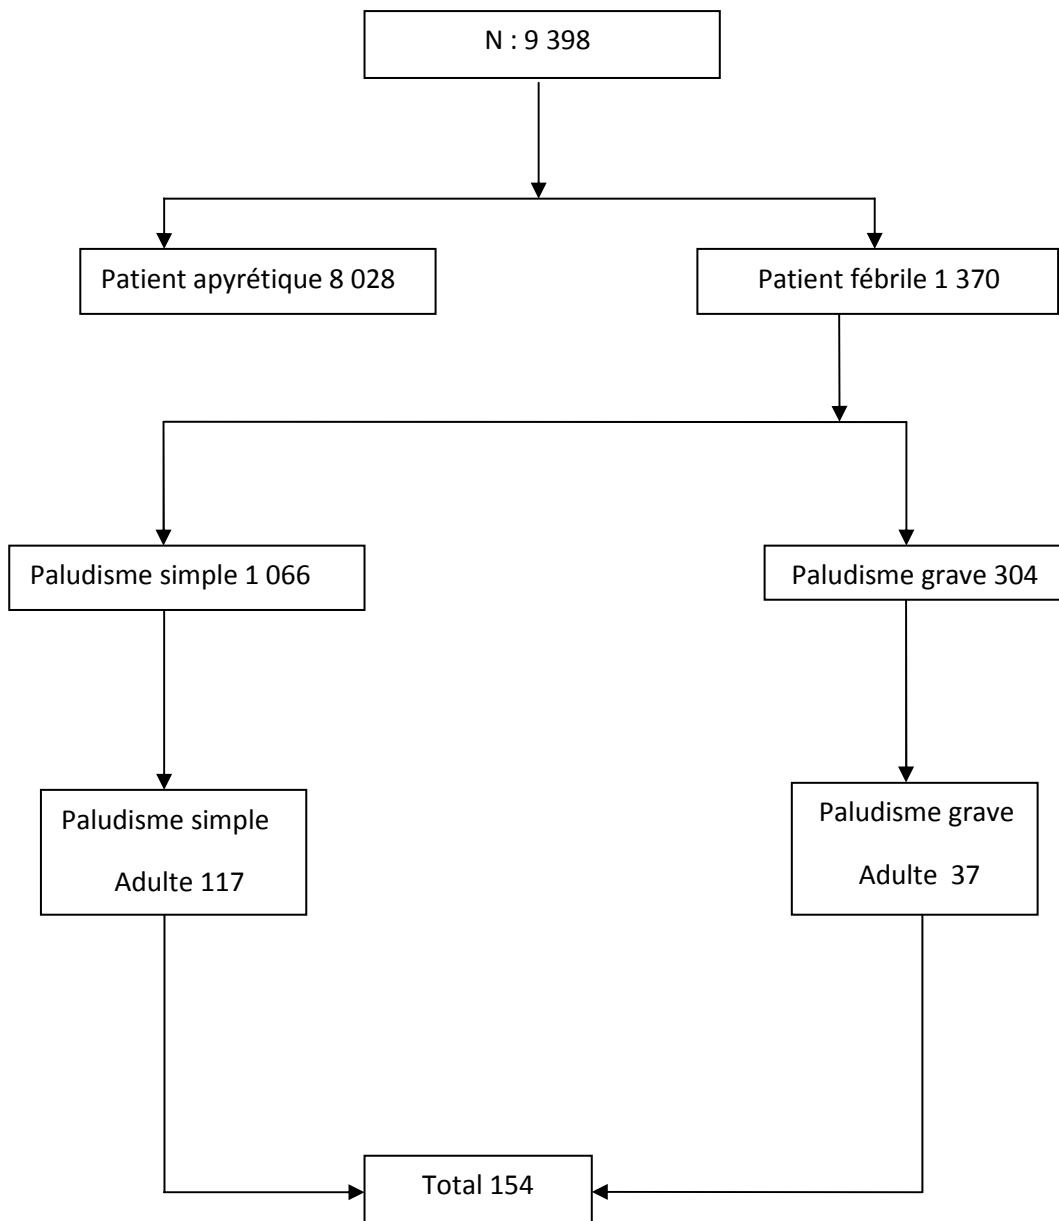 N : 9 398
Patient apyrétique 8 028
Patient fébrile 1 370
Paludisme simple 1 066
Paludisme grave 304
Paludisme simple
Adulte 117
Paludisme grave
Adulte 37
Total 154